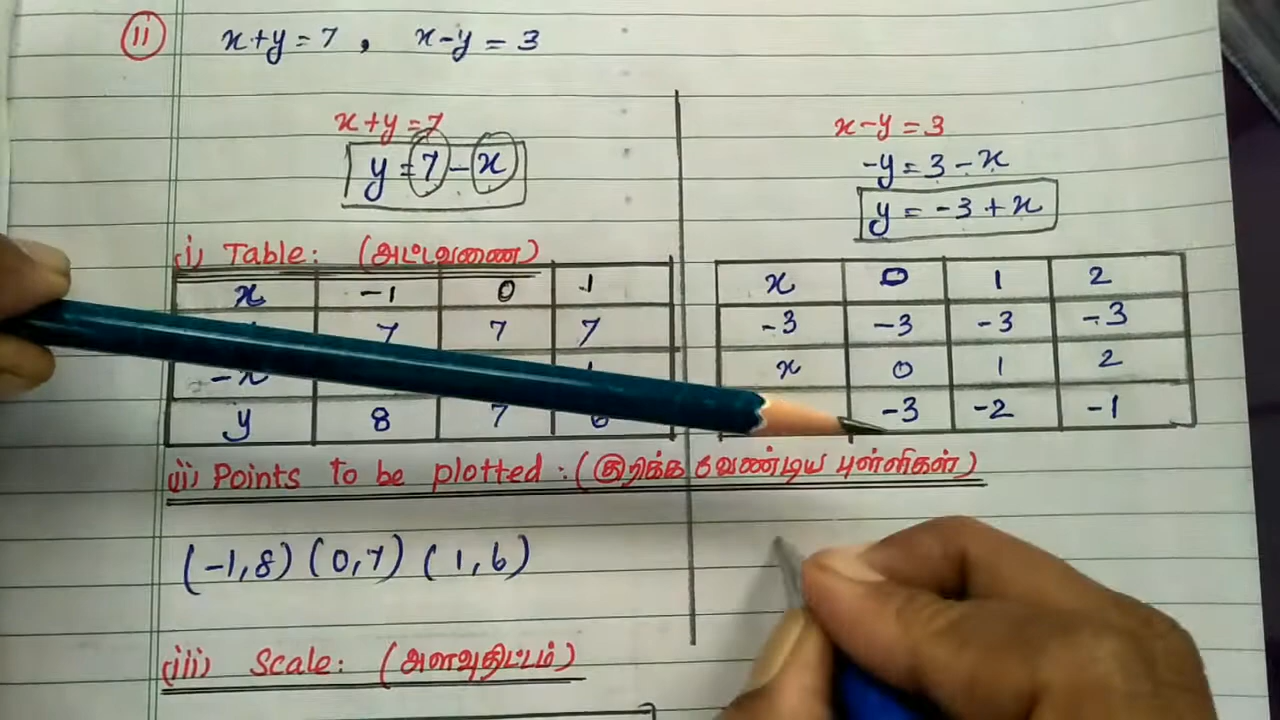 11 x+y=7, x-y = 3
x+y=7
y=7-x
x-y=3
-y=3-x
y = -3+x
(i) Table: (அட்டவணை)
x -1 0 1
7 7 7
-x
y 8 7 6
x 0 1 2
-3 -3 -3 -3
x 0 1 2
-3 -2 -1
(ii) Points to be plotted: (குறிக்க வேண்டிய புள்ளிகள்)
(-1,8) (0,7) (1,6)
(iii) Scale: (அளவுதிட்டம்)